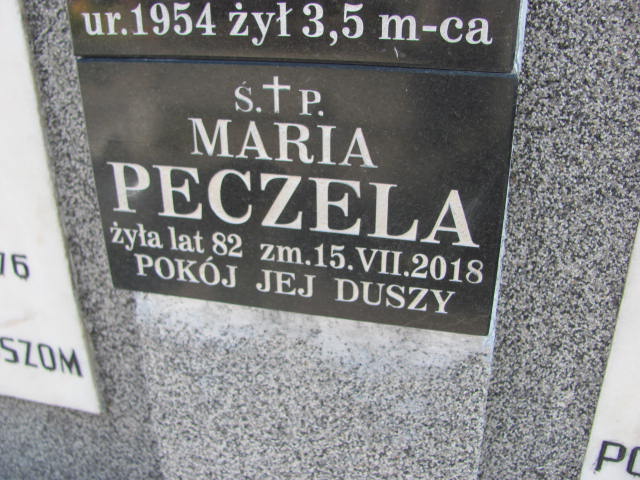 ur.1954 żył 3,5 m-ca
Ś.†P.
MARIA
PECZELA
żyła lat 82 zm.15.VII.2018
POKÓJ JEJ DUSZY
76
SZOM
PO